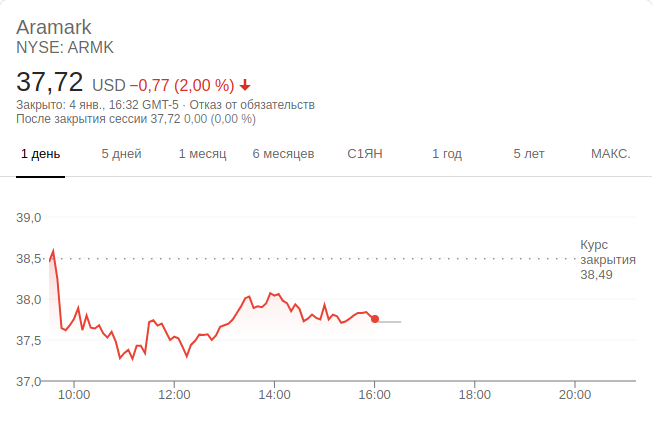 Aramark
NYSE: ARMK
37,72 USD −0,77 (2,00 %)
Закрыто: 4 янв., 16:32 GMT-5 · Отказ от обязательств
После закрытия сессии 37,72 0,00 (0,00 %)
1 день 5 дней 1 месяц 6 месяцев С1ЯН 1 год 5 лет МАКС.
39,0
Курс
38,5 закрытия
38,49
38,0
37,5
37,0
10:00 12:00 14:00 16:00 18:00 20:00